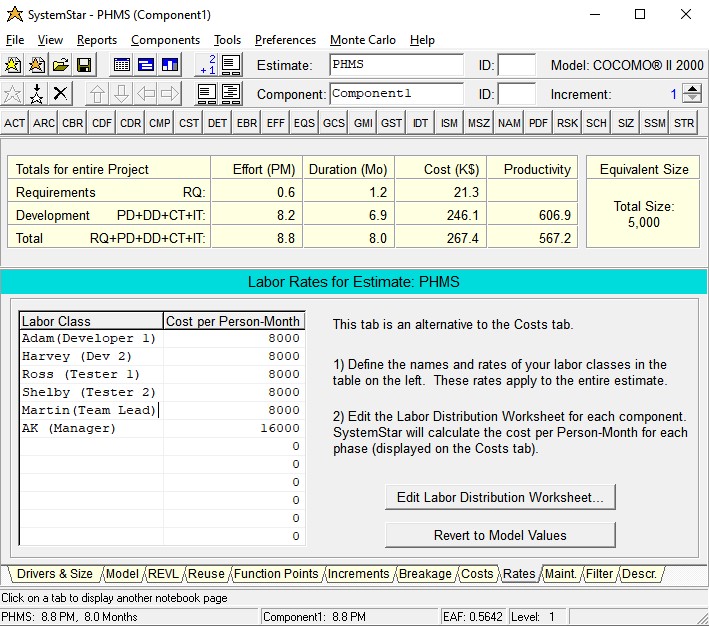 SystemStar - PHMS (Component1)
File View Reports Components Tools Preferences Monte Carlo Help
2 +1 Estimate: PHMS ID: Model: COCOMO® II 2000
Component: Component1 ID: Increment: 1
ACT ARC CBR CDF CDR CMP CST DET EBR EFF EQS GCS GMI GST IDT ISM MSZ NAM PDF RSK SCH SIZ SSM STR
Totals for entire Project Effort (PM) Duration (Mo) Cost (K$) Productivity Equivalent Size
Requirements RQ: 0.6 1.2 21.3
Development PD+DD+CT+IT: 8.2 6.9 246.1 606.9
Total RQ+PD+DD+CT+IT: 8.8 8.0 267.4 567.2
Total Size:
5,000
Labor Rates for Estimate: PHMS
Labor Class Cost per Person-Month
Adam(Developer 1) 8000
Harvey (Dev 2) 8000
Ross (Tester 1) 8000
Shelby (Tester 2) 8000
Martin(Team Lead) 8000
AK (Manager) 16000
0
0
0
0
0
0
This tab is an alternative to the Costs tab.
1) Define the names and rates of your labor classes in the
table on the left. These rates apply to the entire estimate.
2) Edit the Labor Distribution Worksheet for each component.
SystemStar will calculate the cost per Person-Month for each
phase (displayed on the Costs tab).
Edit Labor Distribution Worksheet...
Revert to Model Values
Drivers & Size Model REVL Reuse Function Points Increments Breakage Costs Rates Maint. Filter Descr.
Click on a tab to display another notebook page
PHMS: 8.8 PM, 8.0 Months Component1: 8.8 PM EAF: 0.5642 Level: 1